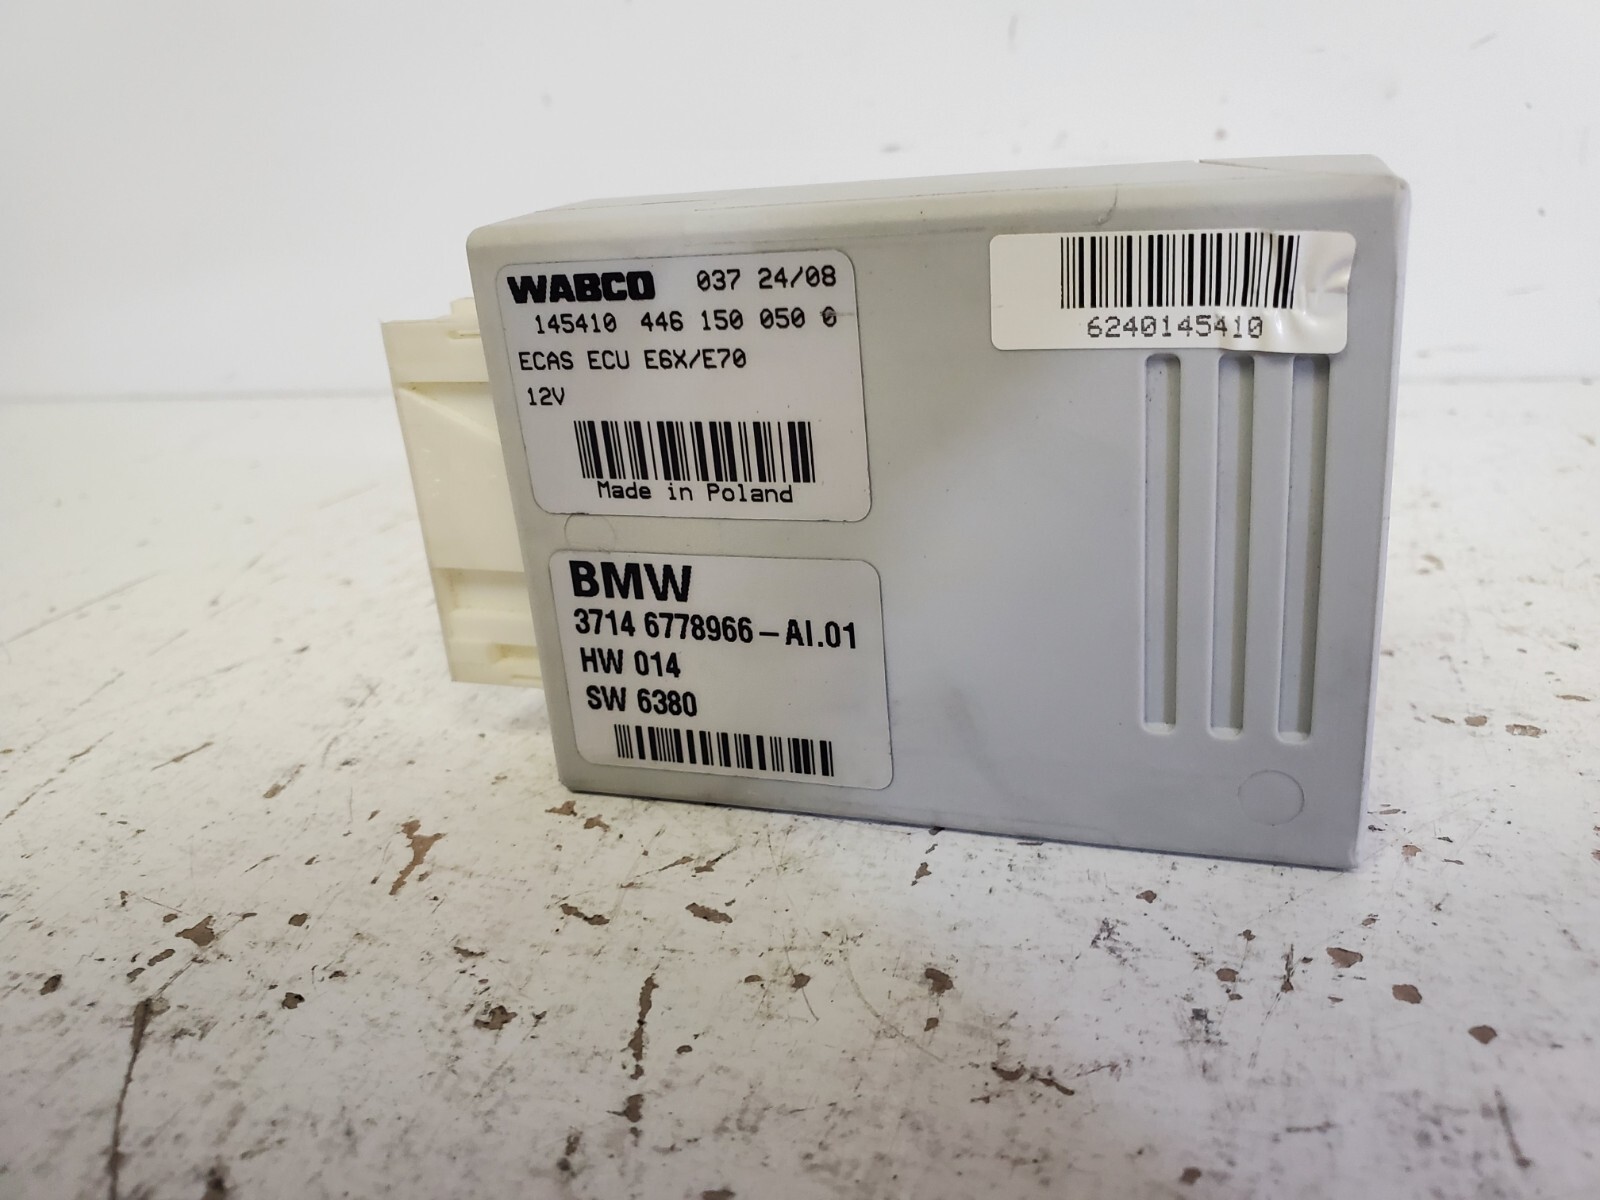 WABCO 037 24/08
145410 446 150 050 0
ECAS ECU E6X/E70
12V
Made in Poland
6240145410
BMW
3714 6778966-AI.01
HW 014
SW 6380